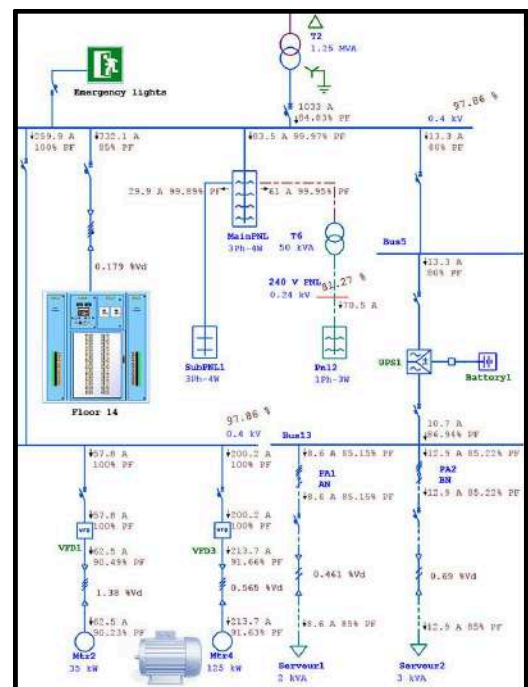 T2
1.25 MVA
Emergency lights
1033 A
84.83% PF
97.86 %
0.4 kV
259.9 A
100% PF
732.1 A
85% PF
83.5 A 99.97% PF
13.3 A
80% PF
29.9 A 99.89% PF
61 A 99.95% PF
MainPNL
3Ph-4W
T6
50 kVA
Bus5
13.3 A
80% PF
0.179 %Vd
240 V PNL
0.24 kV
81.27 %
70.5 A
SubPNL1
3Ph-4W
Pnl2
1Ph-3W
UPS1
Battery1
Floor 14
97.86 %
0.4 kV
10.7 A
86.94% PF
Bus13
57.8 A
100% PF
200.2 A
100% PF
8.6 A 85.15% PF
12.9 A 85.22% PF
PA1
AN
PA2
BN
8.6 A 85.15% PF
12.9 A 85.22% PF
57.8 A
100% PF
200.2 A
100% PF
VFD
VFD
VFD1
VFD3
62.5 A
90.49% PF
213.7 A
91.66% PF
1.38 %Vd
0.565 %Vd
0.461 %Vd
0.69 %Vd
62.5 A
90.23% PF
213.7 A
91.63% PF
8.6 A 85% PF
12.9 A 85% PF
Mtr2
35 kW
Mtr4
125 kW
Serveur1
2 kVA
Serveur2
3 kVA